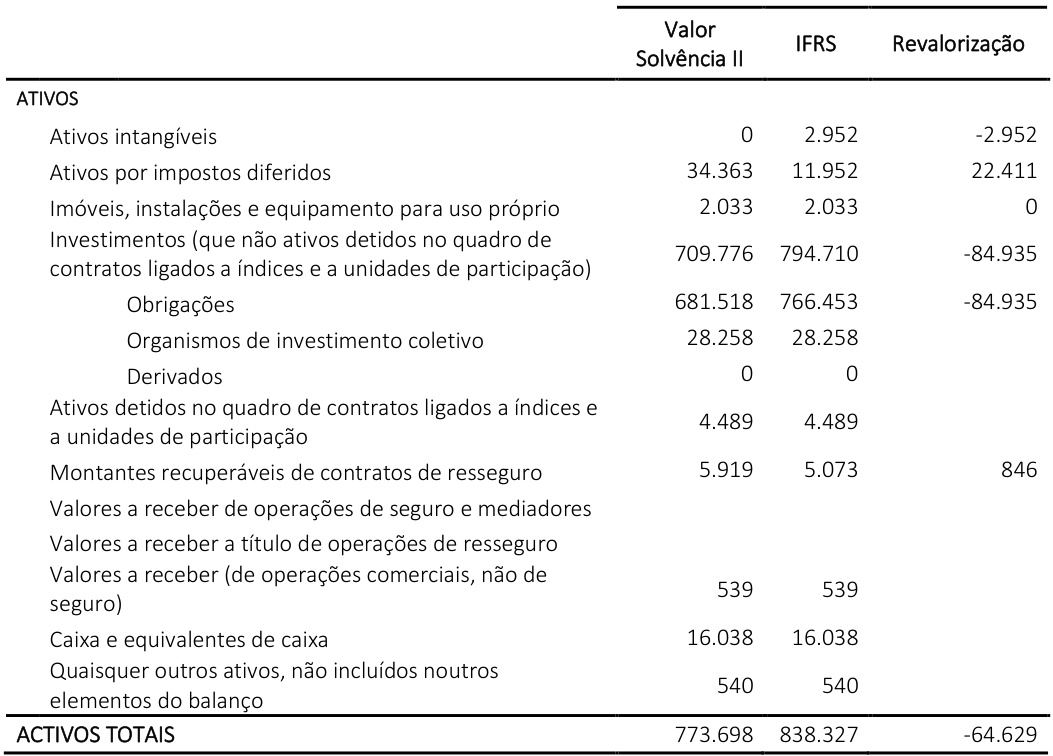 Valor
Solvência II IFRS Revalorização
ATIVOS
Ativos intangíveis 0 2.952 -2.952
Ativos por impostos diferidos 34.363 11.952 22.411
Imóveis, instalações e equipamento para uso próprio 2.033 2.033 0
Investimentos (que não ativos detidos no quadro de
contratos ligados a índices e a unidades de participação) 709.776 794.710 -84.935
Obrigações 681.518 766.453 -84.935
Organismos de investimento coletivo 28.258 28.258
Derivados 0 0
Ativos detidos no quadro de contratos ligados a índices e
a unidades de participação 4.489 4.489
Montantes recuperáveis de contratos de resseguro 5.919 5.073 846
Valores a receber de operações de seguro e mediadores
Valores a receber a título de operações de resseguro
Valores a receber (de operações comerciais, não de
seguro) 539 539
Caixa e equivalentes de caixa 16.038 16.038
Quaisquer outros ativos, não incluídos noutros
elementos do balanço 540 540
ACTIVOS TOTAIS 773.698 838.327 -64.629